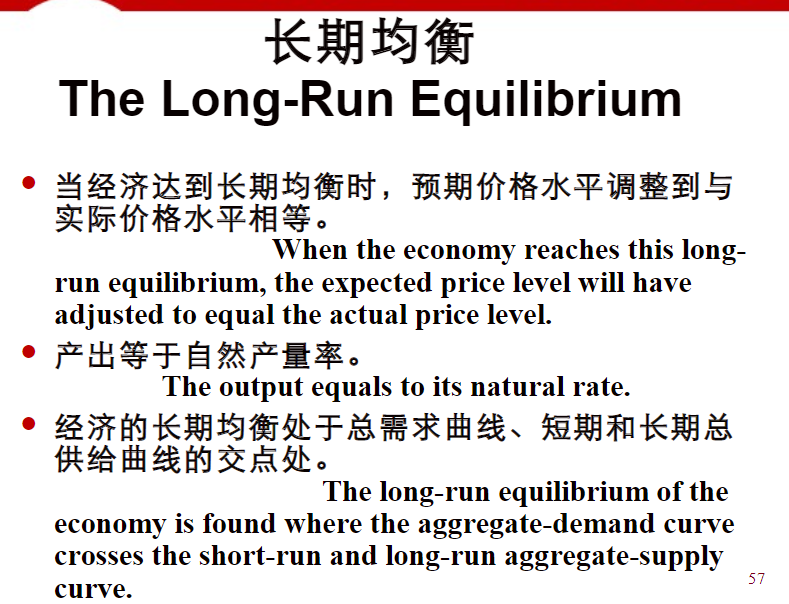 长期均衡
The Long-Run Equilibrium
• 当经济达到长期均衡时，预期价格水平调整到与
实际价格水平相等。
When the economy reaches this long-
run equilibrium, the expected price level will have
adjusted to equal the actual price level.
• 产出等于自然产量率。
The output equals to its natural rate.
• 经济的长期均衡处于总需求曲线、短期和长期总
供给曲线的交点处。
The long-run equilibrium of the
economy is found where the aggregate-demand curve
crosses the short-run and long-run aggregate-supply
curve.
57